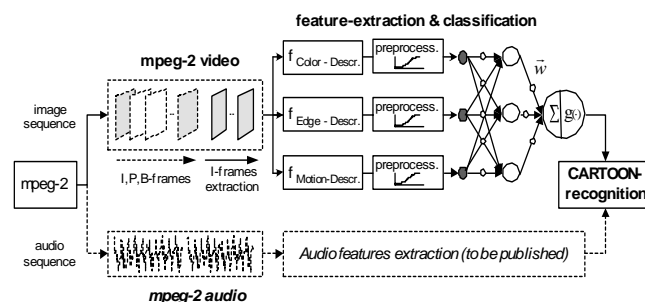 feature-extraction & classification
mpeg-2 video
image
sequence
I,P,B-frames
I-frames
extraction
f Color - Descr.
preprocess.
f Edge - Descr.
preprocess.
f Motion-Descr.
preprocess.
w
Σ g(·)
mpeg-2
CARTOON-
recognition
audio
sequence
Audio features extraction (to be published)
mpeg-2 audio